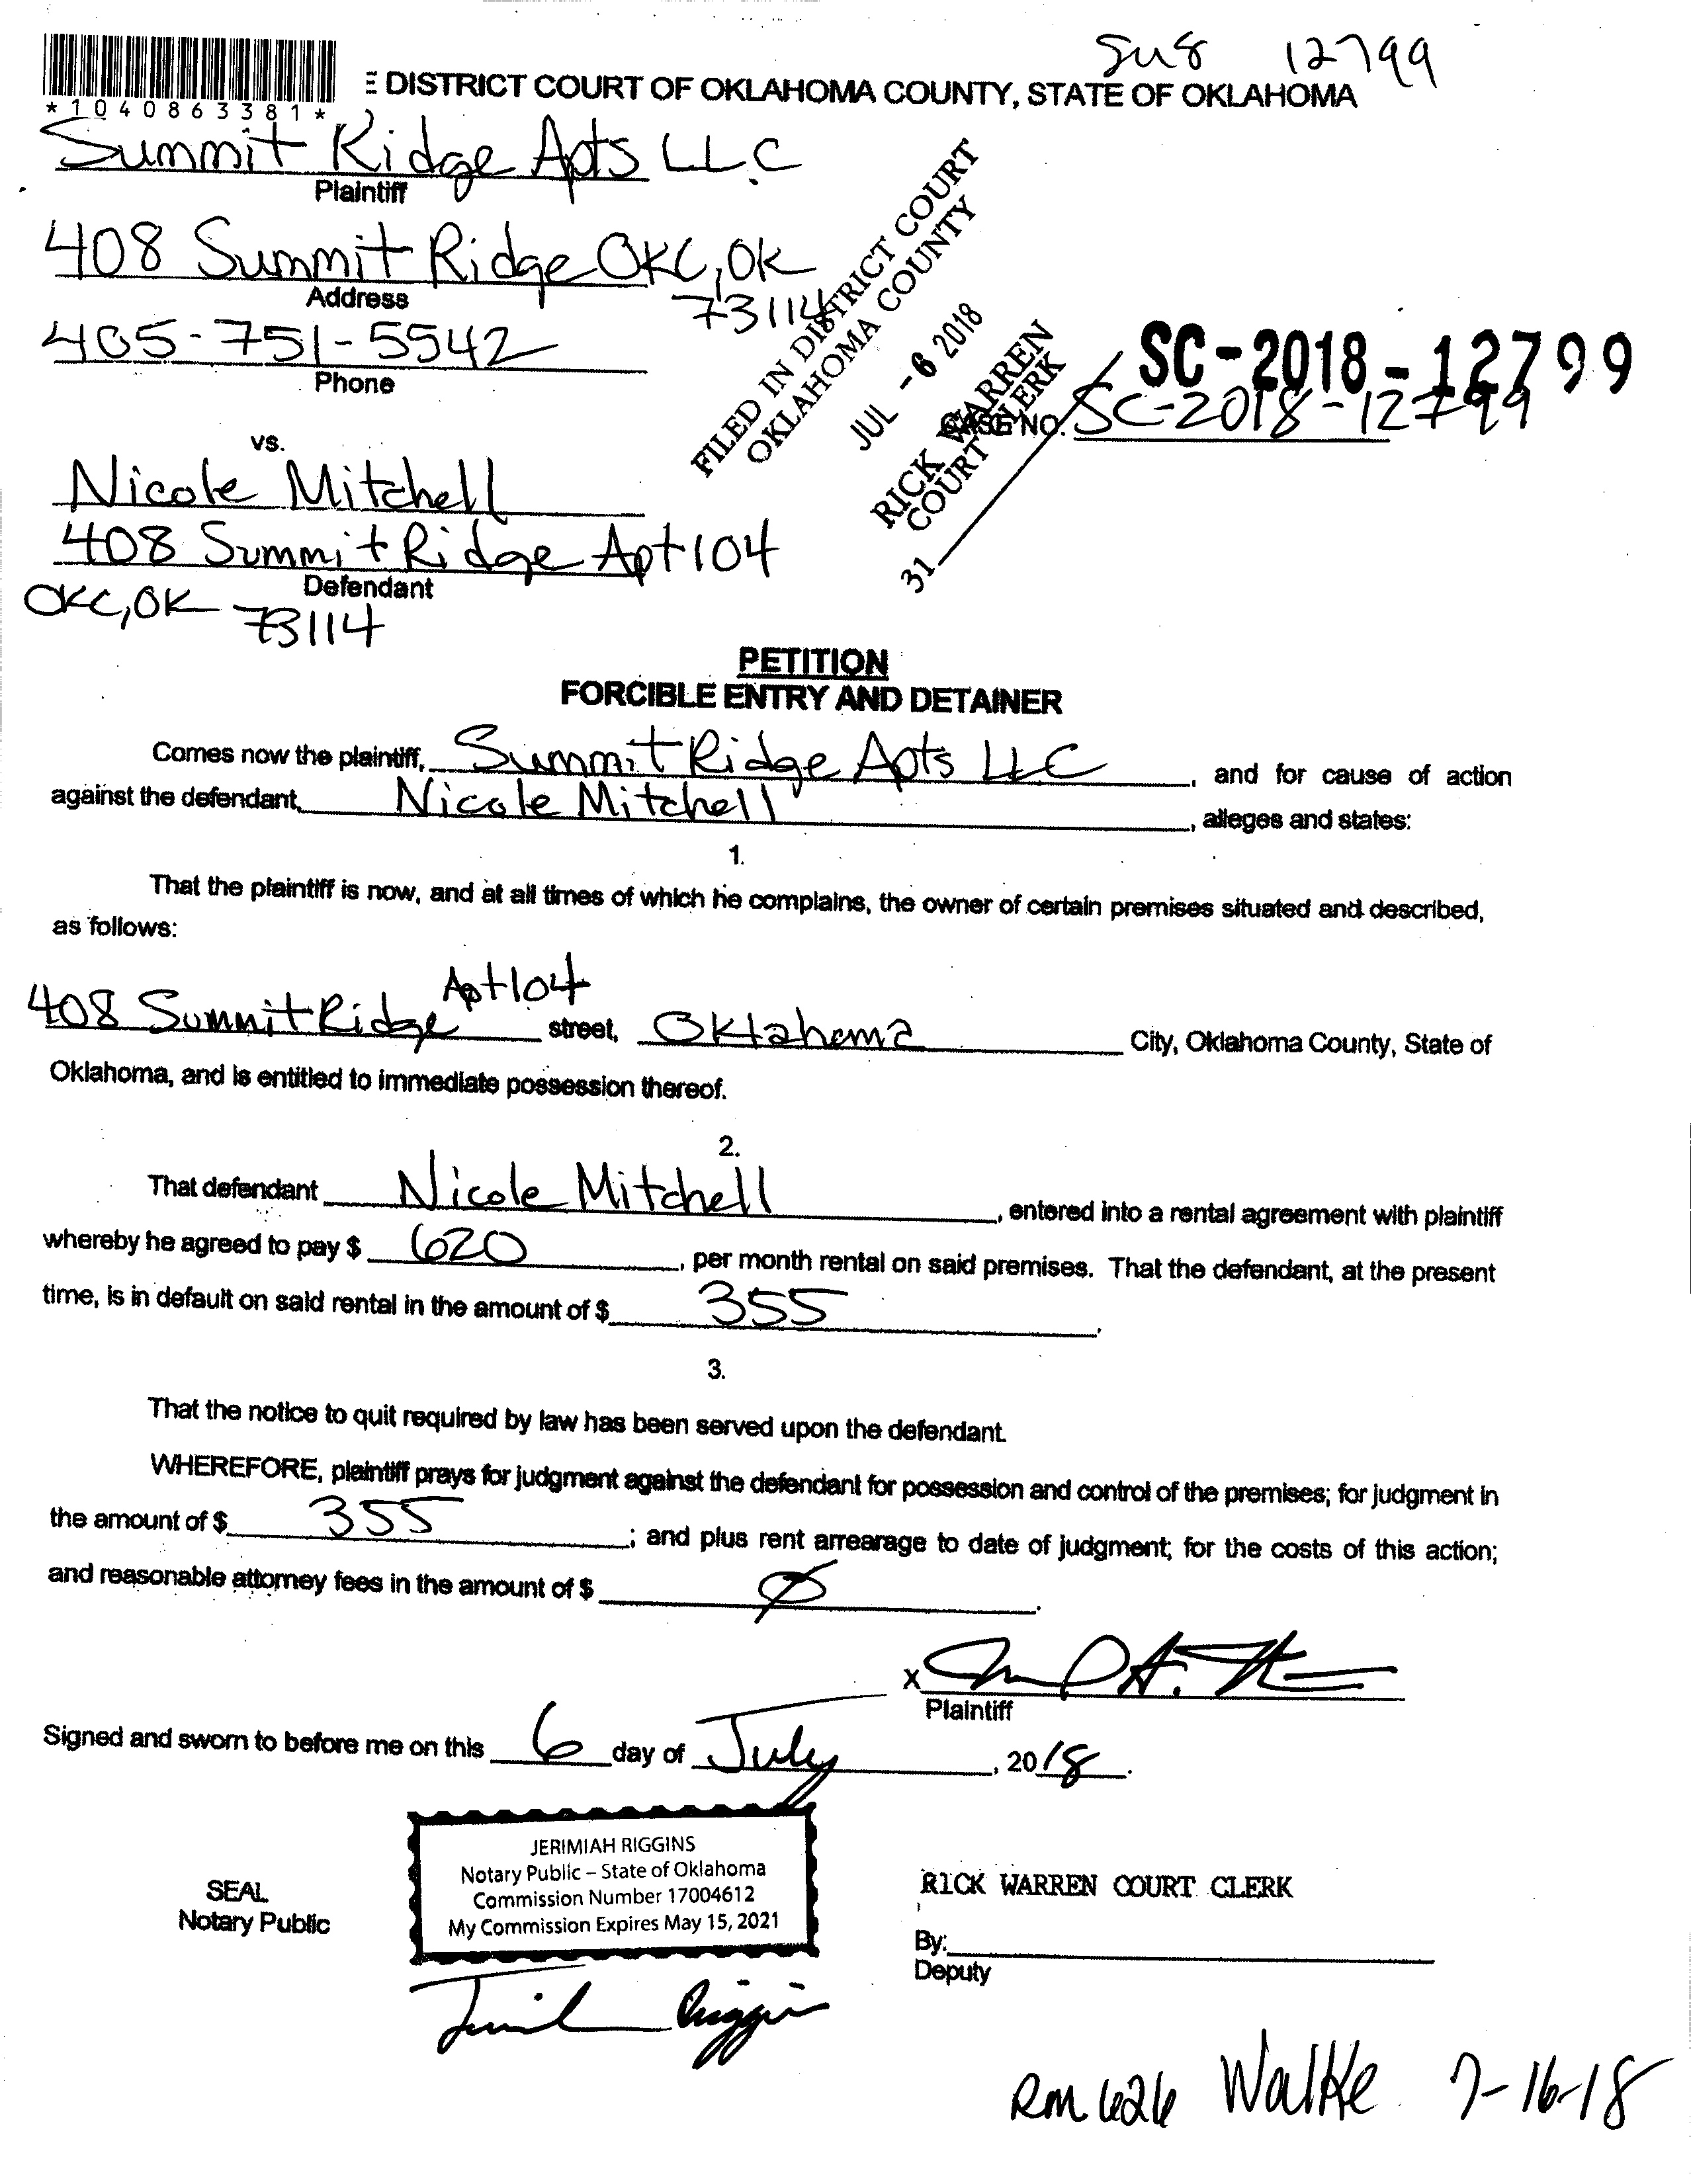 SU8 12799
E DISTRICT COURT OF OKLAHOMA COUNTY, STATE OF OKLAHOMA
*1040863381*
Summit Ridge Apts LLC
Plaintiff
408 Summit Ridge OKC, OK
73114
Address
405-751-5542
Phone
FILED IN DISTRICT COURT
OKLAHOMA COUNTY
JUL - 6 2018
RICK WARREN
COURT CLERK
31
SC-2018-12799
CASE NO. SC-2018-12799
vs.
Nicole Mitchell
408 Summit Ridge Apt 104
Defendant
OKC, OK 73114
PETITION
FORCIBLE ENTRY AND DETAINER
Comes now the plaintiff, Summit Ridge Apts LLC, and for cause of action
against the defendant, Nicole Mitchell, alleges and states:
1.
That the plaintiff is now, and at all times of which he complains, the owner of certain premises situated and described,
as follows:
408 Summit Ridge Apt 104 street, Oklahoma City, Oklahoma County, State of
Oklahoma, and is entitled to immediate possession thereof.
2.
That defendant Nicole Mitchell, entered into a rental agreement with plaintiff
whereby he agreed to pay $ 620, per month rental on said premises. That the defendant, at the present
time, is in default on said rental in the amount of $ 355.
3.
That the notice to quit required by law has been served upon the defendant.
WHEREFORE, plaintiff prays for judgment against the defendant for possession and control of the premises; for judgment in
the amount of $ 355; and plus rent arrearage to date of judgment; for the costs of this action;
and reasonable attorney fees in the amount of $ Ø.
X
Plaintiff
Signed and sworn to before me on this 6 day of July, 2018.
JERIMIAH RIGGINS
Notary Public – State of Oklahoma
Commission Number 17004612
My Commission Expires May 15, 2021
SEAL
Notary Public
RICK WARREN COURT CLERK
By:
Deputy
Rm 626 Walke 7-16-18